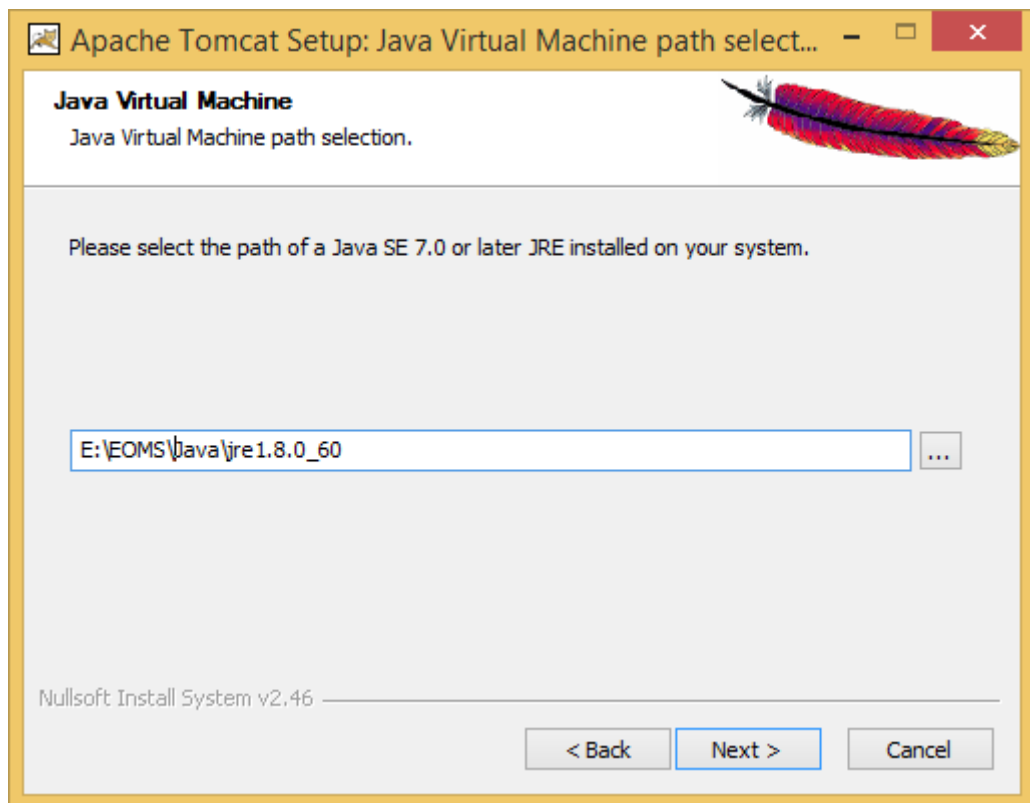 Apache Tomcat Setup: Java Virtual Machine path select...
Java Virtual Machine
Java Virtual Machine path selection.
Please select the path of a Java SE 7.0 or later JRE installed on your system.
E:\EOMS\Java\jre1.8.0_60
...
Nullsoft Install System v2.46
< Back
Next >
Cancel